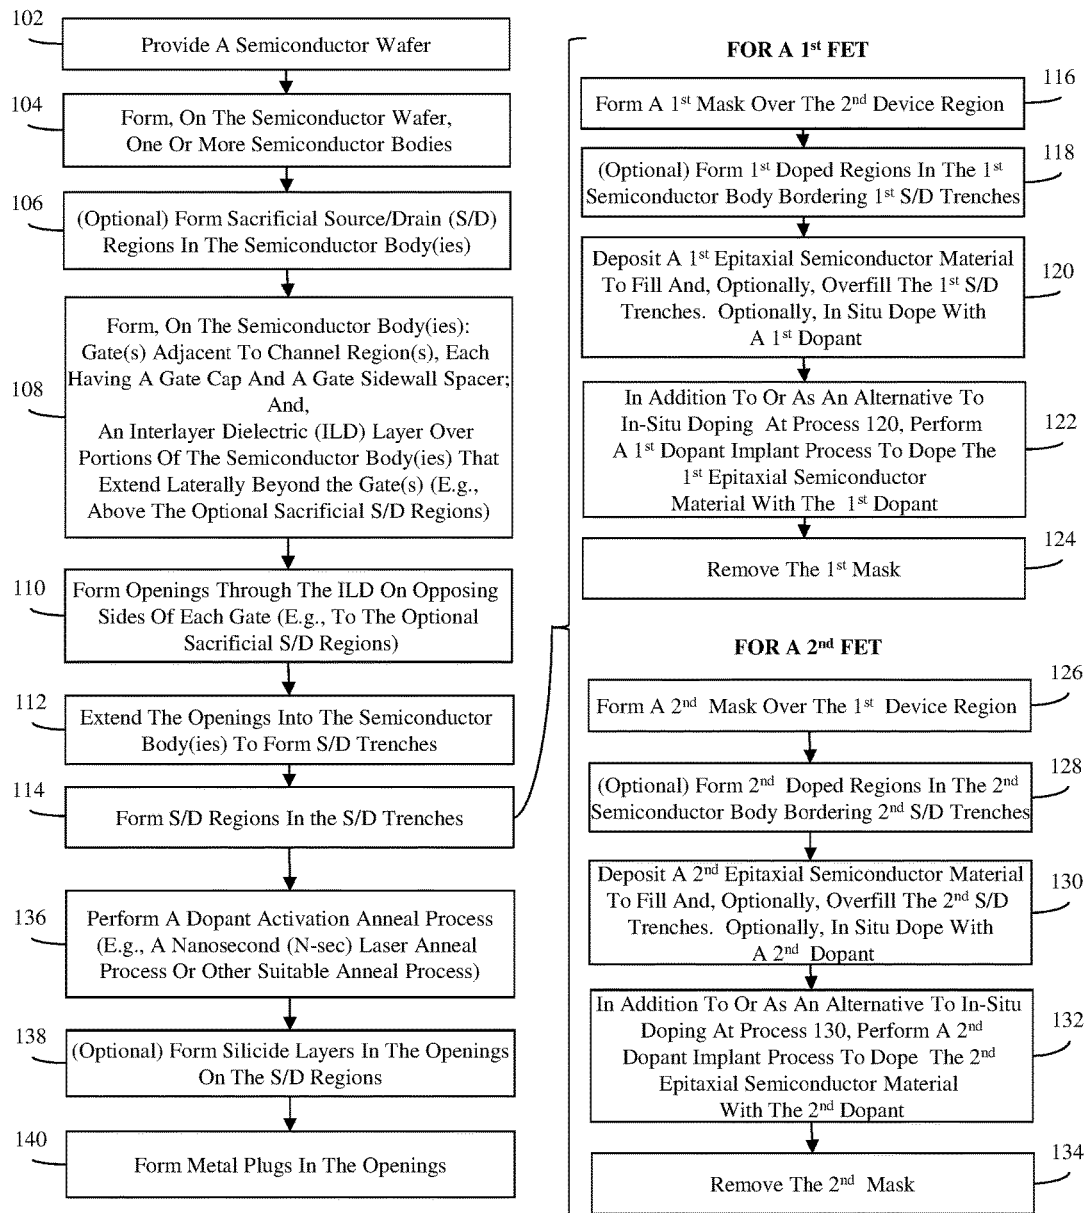 102
Provide A Semiconductor Wafer
104
Form, On The Semiconductor Wafer,
One Or More Semiconductor Bodies
106
(Optional) Form Sacrificial Source/Drain (S/D)
Regions In The Semiconductor Body(ies)
108
Form, On The Semiconductor Body(ies):
Gate(s) Adjacent To Channel Region(s), Each
Having A Gate Cap And A Gate Sidewall Spacer;
And,
An Interlayer Dielectric (ILD) Layer Over
Portions Of The Semiconductor Body(ies) That
Extend Laterally Beyond the Gate(s) (E.g.,
Above The Optional Sacrificial S/D Regions)
110
Form Openings Through The ILD On Opposing
Sides Of Each Gate (E.g., To The Optional
Sacrificial S/D Regions)
112
Extend The Openings Into The Semiconductor
Body(ies) To Form S/D Trenches
114
Form S/D Regions In the S/D Trenches
136
Perform A Dopant Activation Anneal Process
(E.g., A Nanosecond (N-sec) Laser Anneal
Process Or Other Suitable Anneal Process)
138
(Optional) Form Silicide Layers In The Openings
On The S/D Regions
140
Form Metal Plugs In The Openings
FOR A 1st FET
116
Form A 1st Mask Over The 2nd Device Region
118
(Optional) Form 1st Doped Regions In The 1st
Semiconductor Body Bordering 1st S/D Trenches
120
Deposit A 1st Epitaxial Semiconductor Material
To Fill And, Optionally, Overfill The 1st S/D
Trenches. Optionally, In Situ Dope With
A 1st Dopant
122
In Addition To Or As An Alternative To
In-Situ Doping At Process 120, Perform
A 1st Dopant Implant Process To Dope The
1st Epitaxial Semiconductor
Material With The 1st Dopant
124
Remove The 1st Mask
FOR A 2nd FET
126
Form A 2nd Mask Over The 1st Device Region
128
(Optional) Form 2nd Doped Regions In The 2nd
Semiconductor Body Bordering 2nd S/D Trenches
130
Deposit A 2nd Epitaxial Semiconductor Material
To Fill And, Optionally, Overfill The 2nd S/D
Trenches. Optionally, In Situ Dope With
A 2nd Dopant
132
In Addition To Or As An Alternative To In-Situ
Doping At Process 130, Perform A 2nd
Dopant Implant Process To Dope The 2nd
Epitaxial Semiconductor Material
With The 2nd Dopant
134
Remove The 2nd Mask